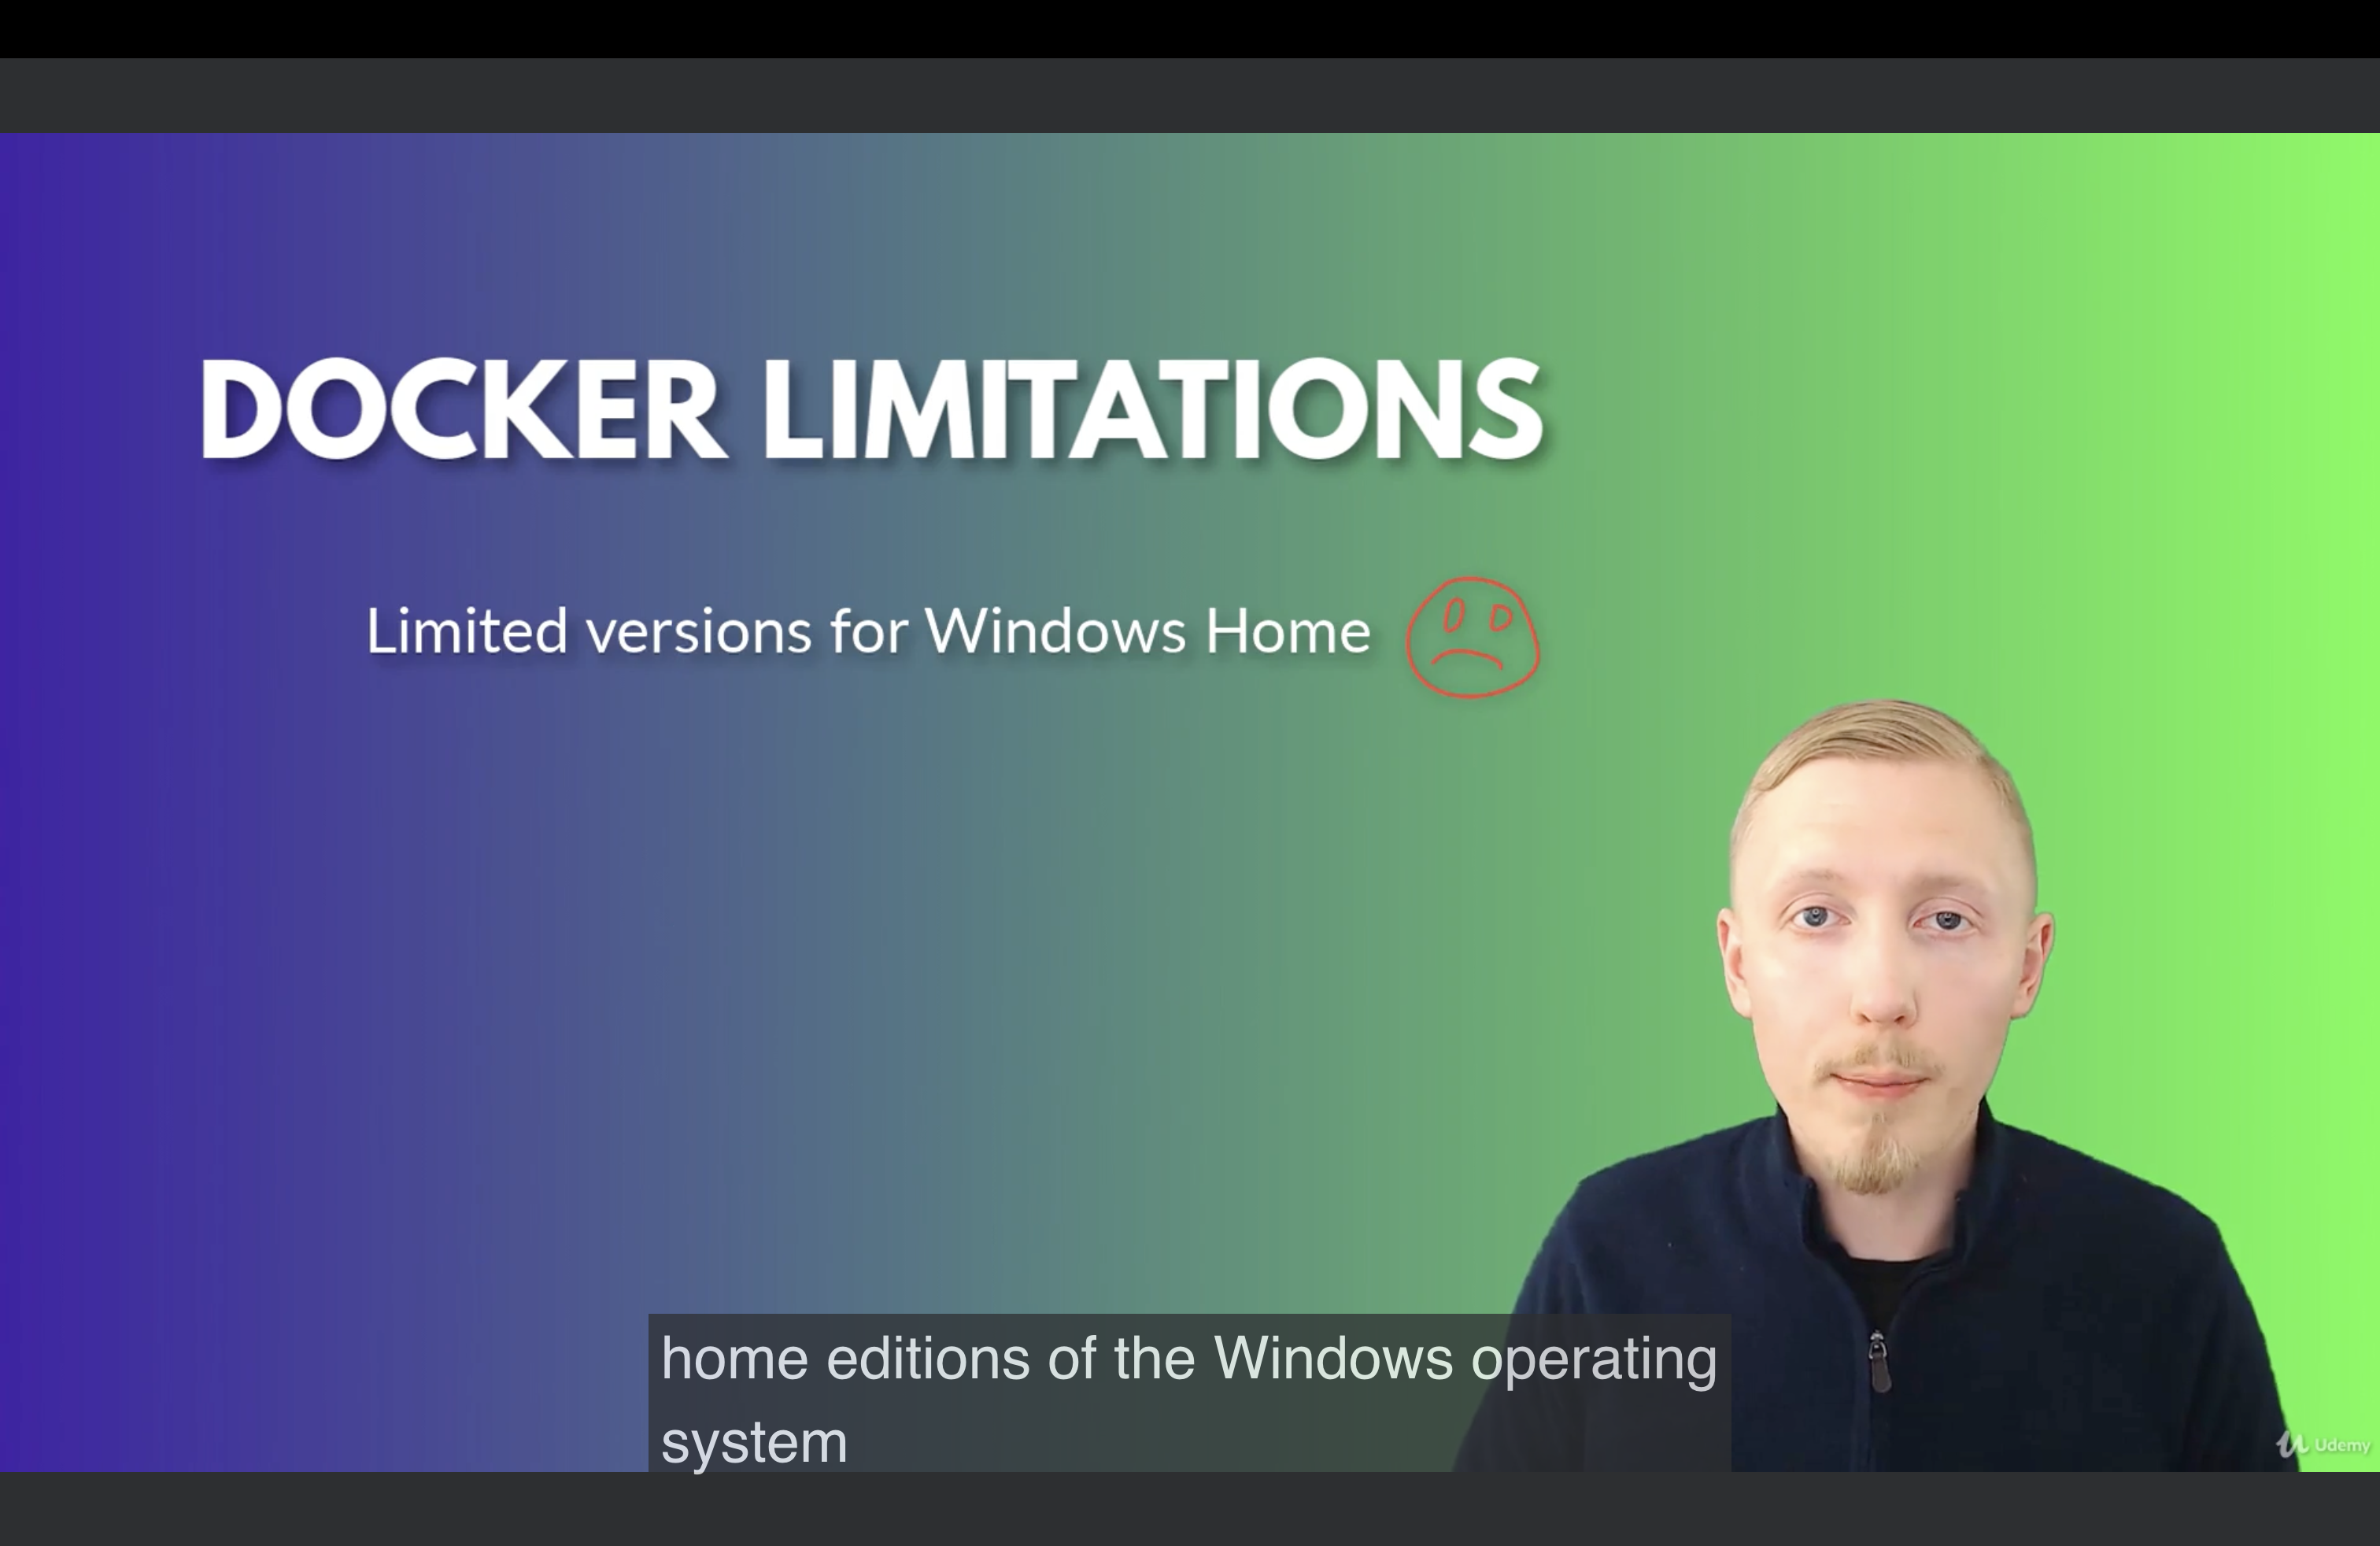 DOCKER LIMITATIONS
Limited versions for Windows Home
home editions of the Windows operating
system
Udemy